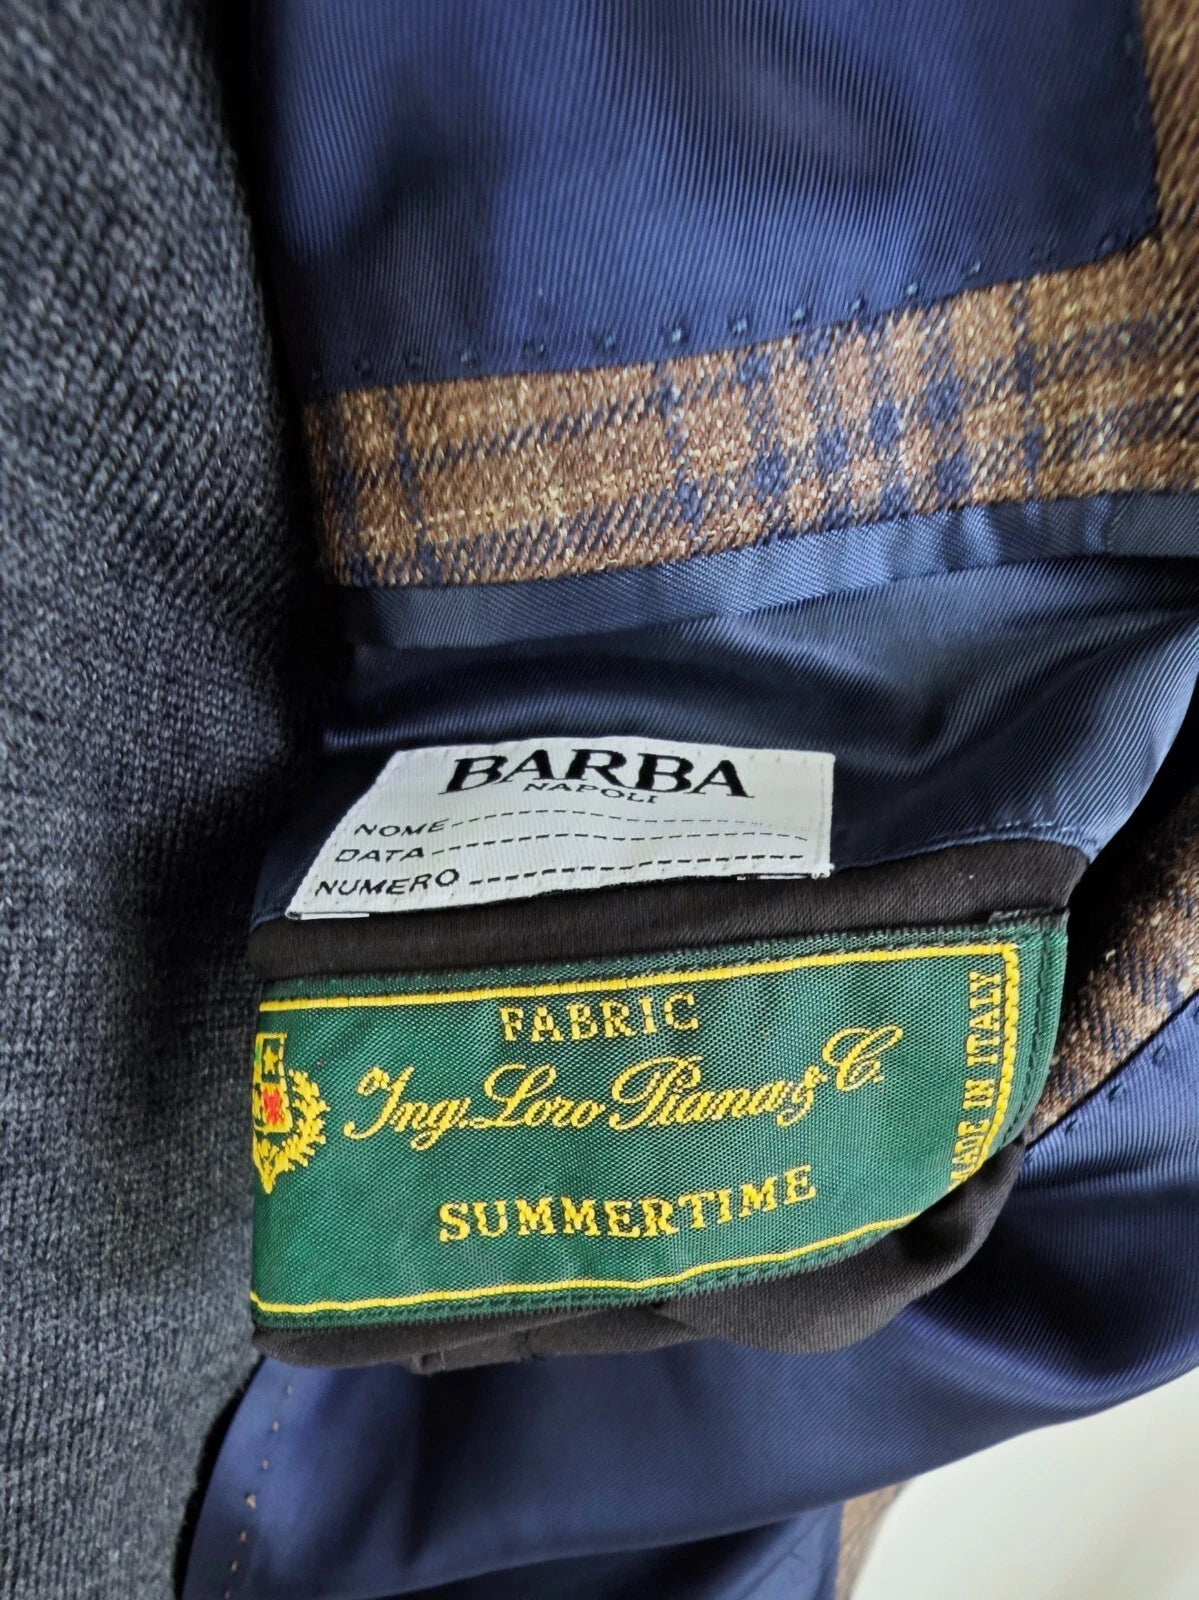 BARBA
NAPOLI
NOME
DATA
NUMERO
FABRIC
Ing. Loro Piana & C.
SUMMERTIME
MADE IN ITALY